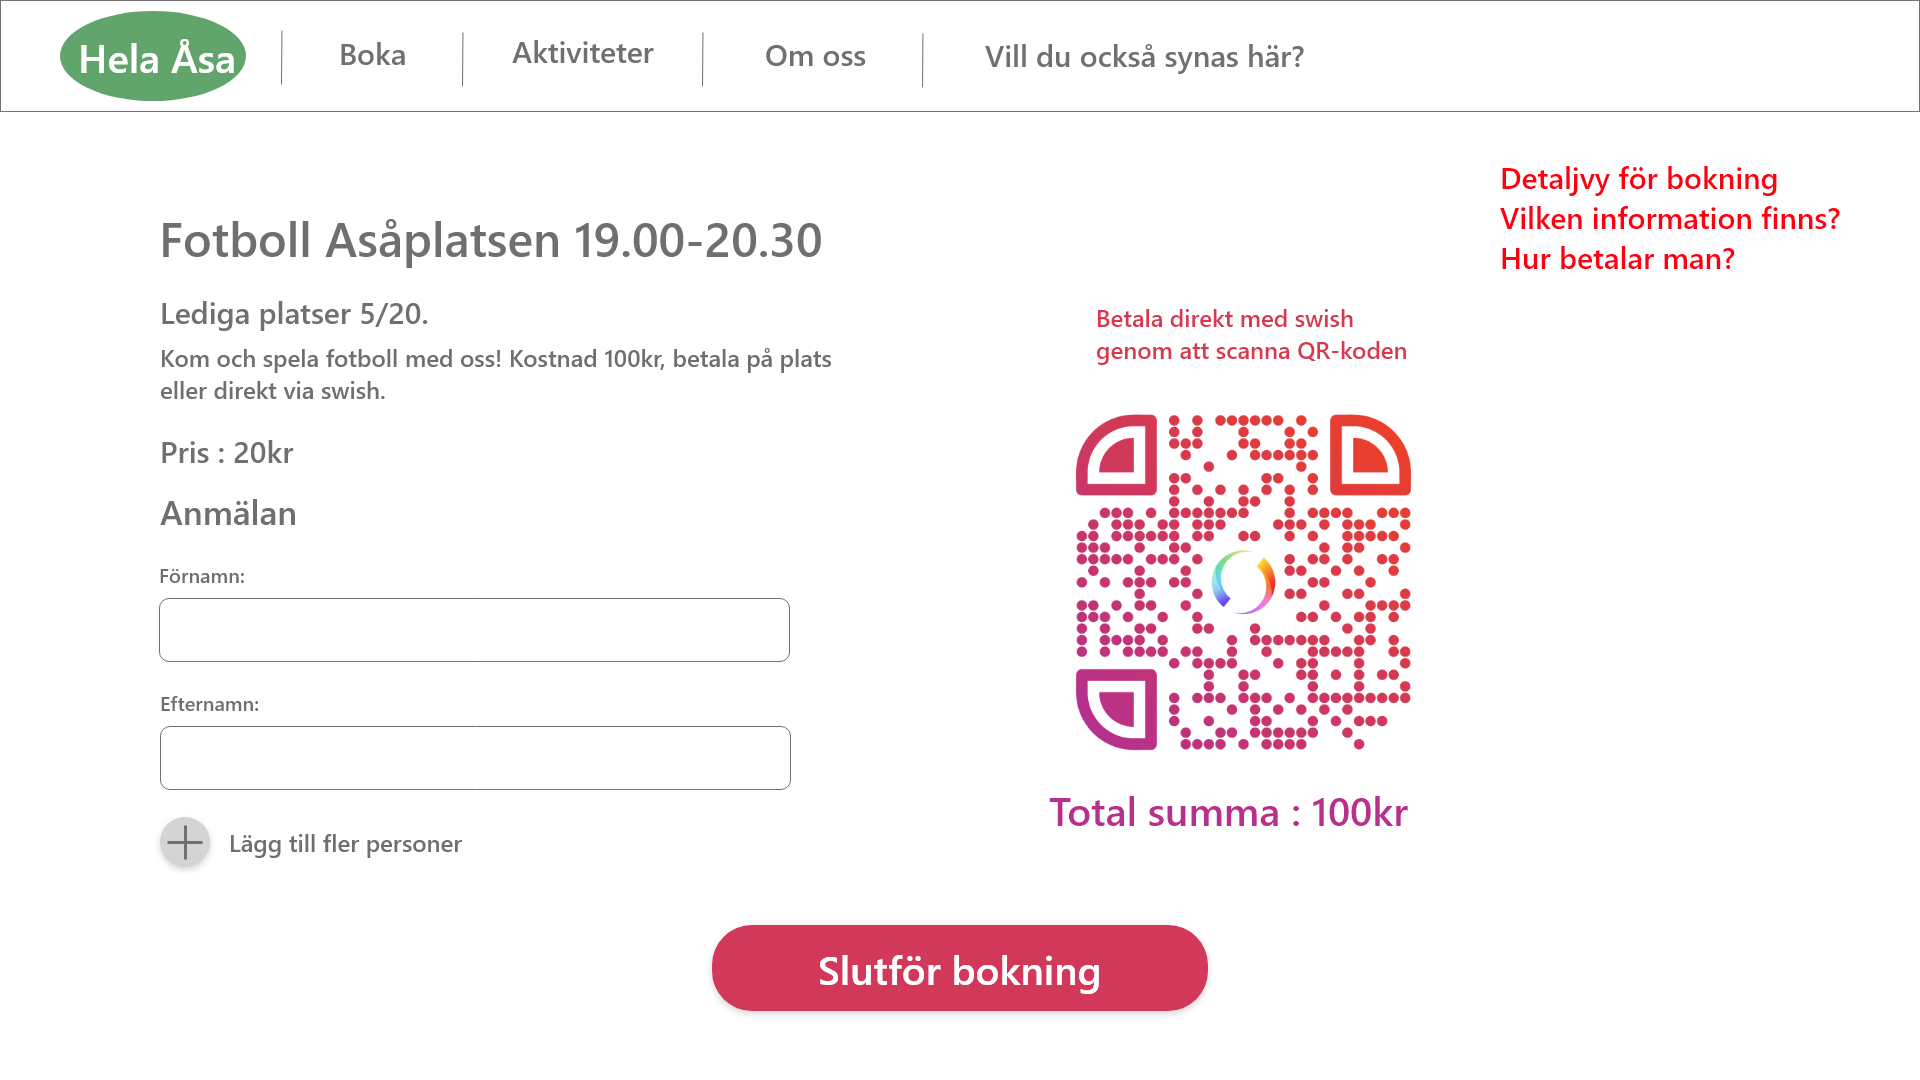 Hela Åsa
Boka
Aktiviteter
Om oss
Vill du också synas här?
Detaljvy för bokning
Vilken information finns?
Hur betalar man?
Fotboll Asåplatsen 19.00-20.30
Lediga platser 5/20.
Kom och spela fotboll med oss! Kostnad 100kr, betala på plats
eller direkt via swish.
Pris : 20kr
Anmälan
Förnamn:
Efternamn:
Lägg till fler personer
Betala direkt med swish
genom att scanna QR-koden
Total summa : 100kr
Slutför bokning